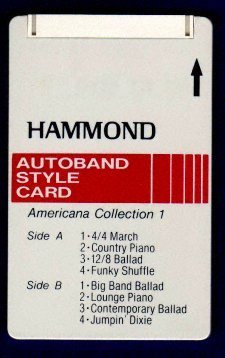 HAMMOND
AUTOBAND
STYLE
CARD
Americana Collection 1
Side A 1·4/4 March
2·Country Piano
3·12/8 Ballad
4·Funky Shuffle
Side B 1·Big Band Ballad
2·Lounge Piano
3·Contemporary Ballad
4·Jumpin' Dixie